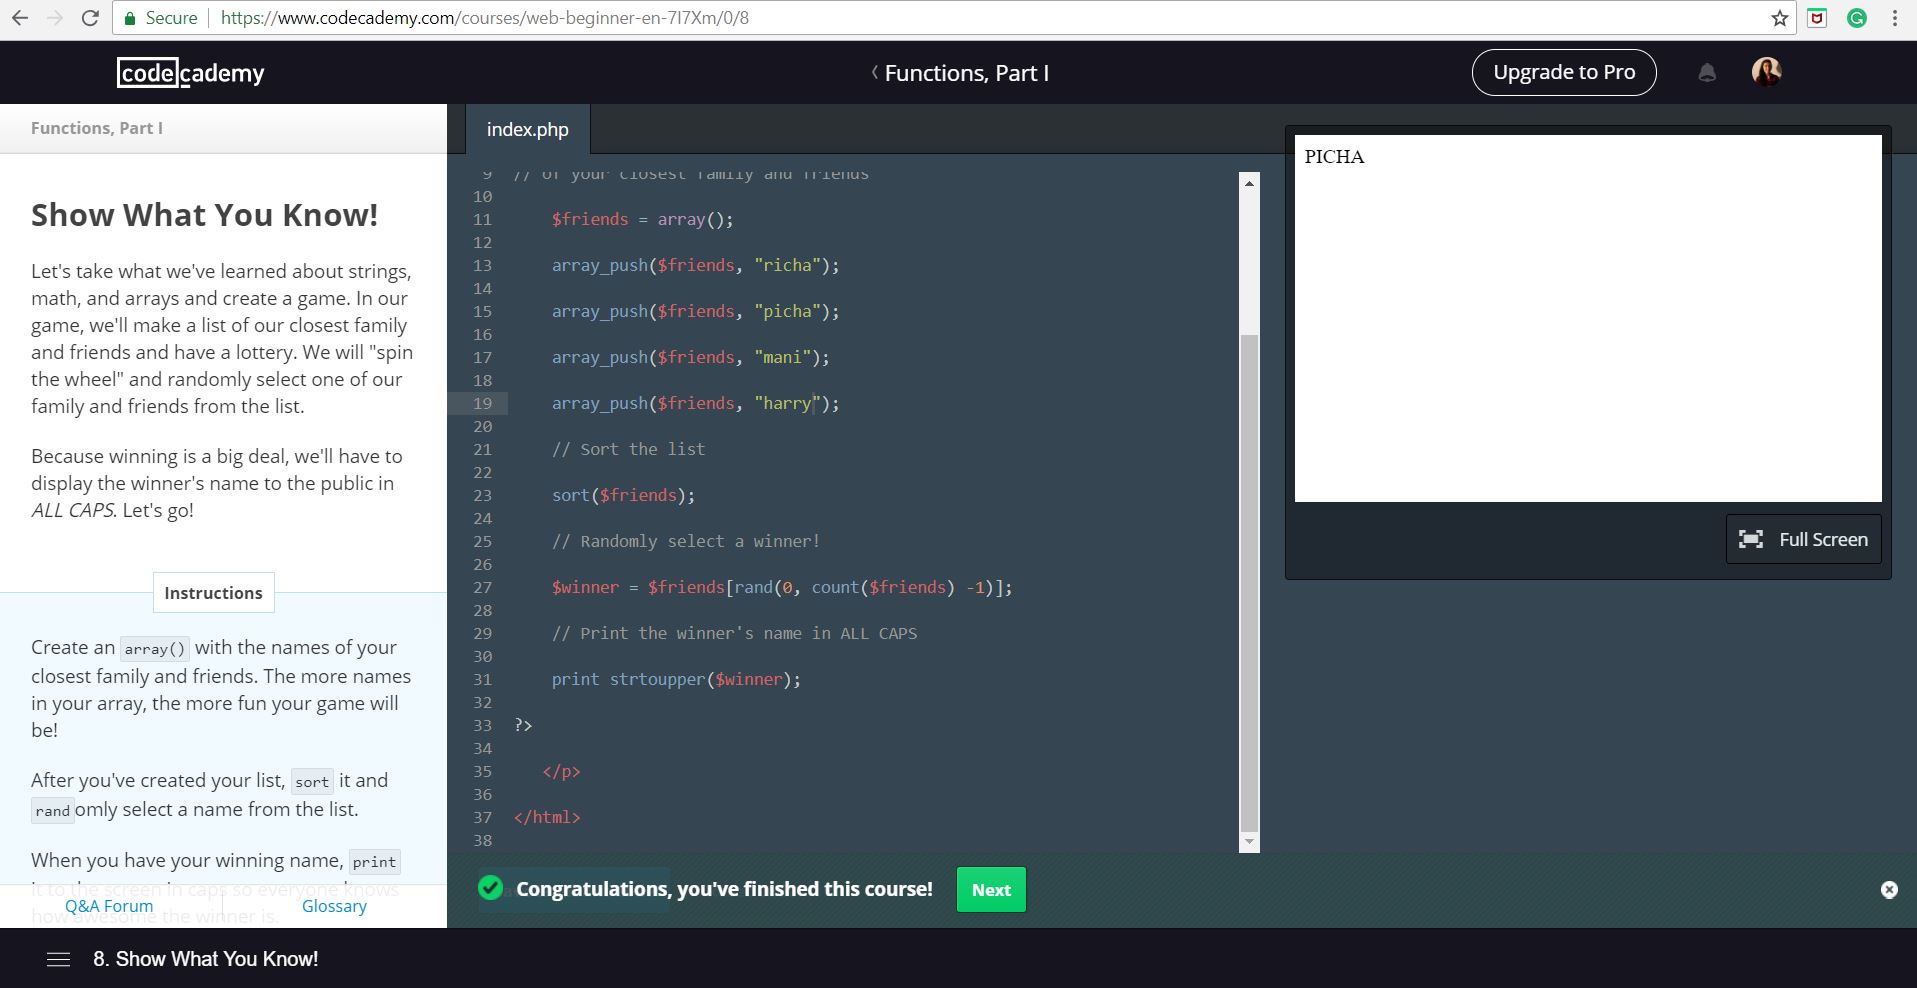 Secure https://www.codecademy.com/courses/web-beginner-en-7I7Xm/0/8
codecademy
Functions, Part I
Upgrade to Pro
Functions, Part I
Show What You Know!
Let's take what we've learned about strings,
math, and arrays and create a game. In our
game, we'll make a list of our closest family
and friends and have a lottery. We will "spin
the wheel" and randomly select one of our
family and friends from the list.
Because winning is a big deal, we'll have to
display the winner's name to the public in
ALL CAPS. Let's go!
Instructions
Create an array() with the names of your
closest family and friends. The more names
in your array, the more fun your game will
be!
After you've created your list, sort it and
randomly select a name from the list.
When you have your winning name, print
it to the screen in caps so everyone knows
how awesome the winner is.
Q&A Forum
Glossary
index.php
9 // of your closest family and friends
10
11 $friends = array();
12
13 array_push($friends, "richa");
14
15 array_push($friends, "picha");
16
17 array_push($friends, "mani");
18
19 array_push($friends, "harry");
20
21 // Sort the list
22
23 sort($friends);
24
25 // Randomly select a winner!
26
27 $winner = $friends[rand(0, count($friends) -1)];
28
29 // Print the winner's name in ALL CAPS
30
31 print strtoupper($winner);
32
33 ?>
34
35 </p>
36
37 </html>
38
Congratulations, you've finished this course!
Next
PICHA
Full Screen
8. Show What You Know!